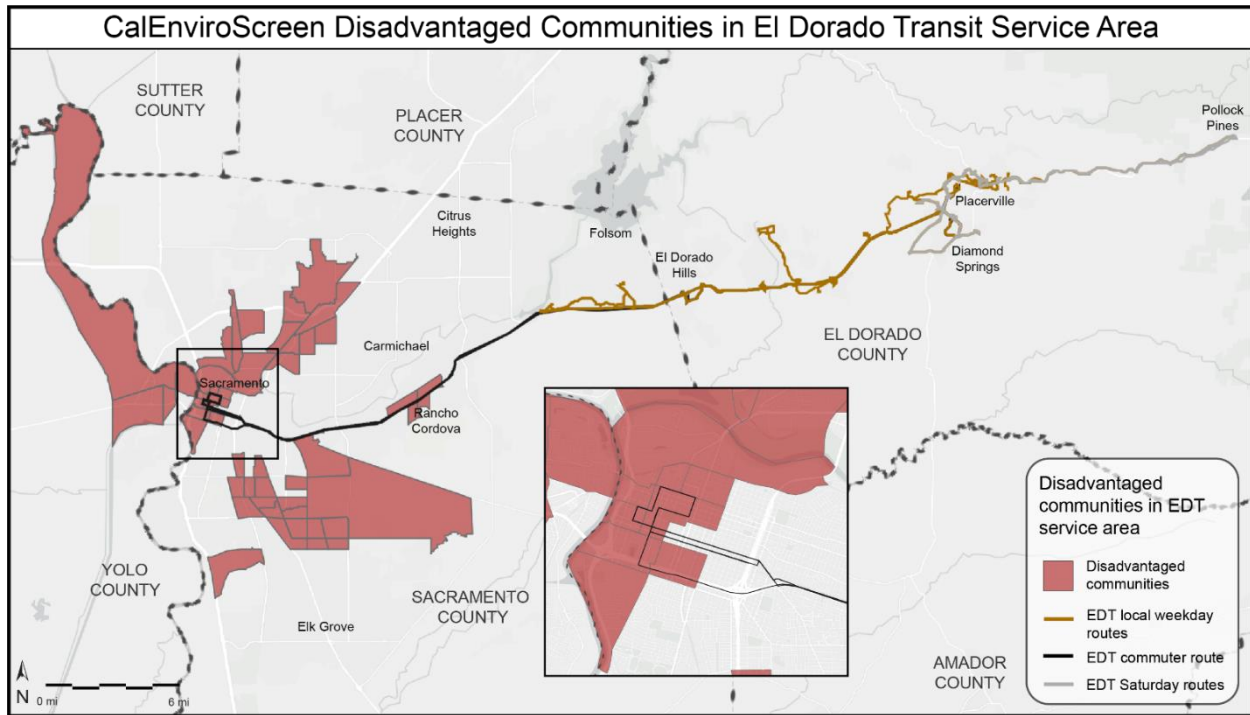 CalEnviroScreen Disadvantaged Communities in El Dorado Transit Service Area
SUTTER
COUNTY
PLACER
COUNTY
Pollock
Pines
Citrus
Heights
Folsom
Placerville
El Dorado
Hills
Diamond
Springs
Carmichael
EL DORADO
COUNTY
Sacramento
Rancho
Cordova
YOLO
COUNTY
SACRAMENTO
COUNTY
Elk Grove
AMADOR
COUNTY
N
0 mi
6 mi
Disadvantaged
communities in EDT
service area
Disadvantaged
communities
EDT local weekday
routes
EDT commuter route
EDT Saturday routes